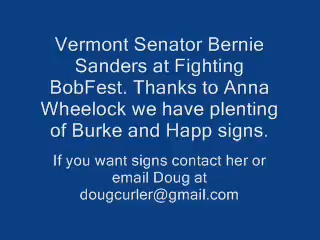 Vermont Senator Bernie
Sanders at Fighting
BobFest. Thanks to Anna
Wheelock we have plenting
of Burke and Happ signs.
If you want signs contact her or
email Doug at
dougcurler@gmail.com